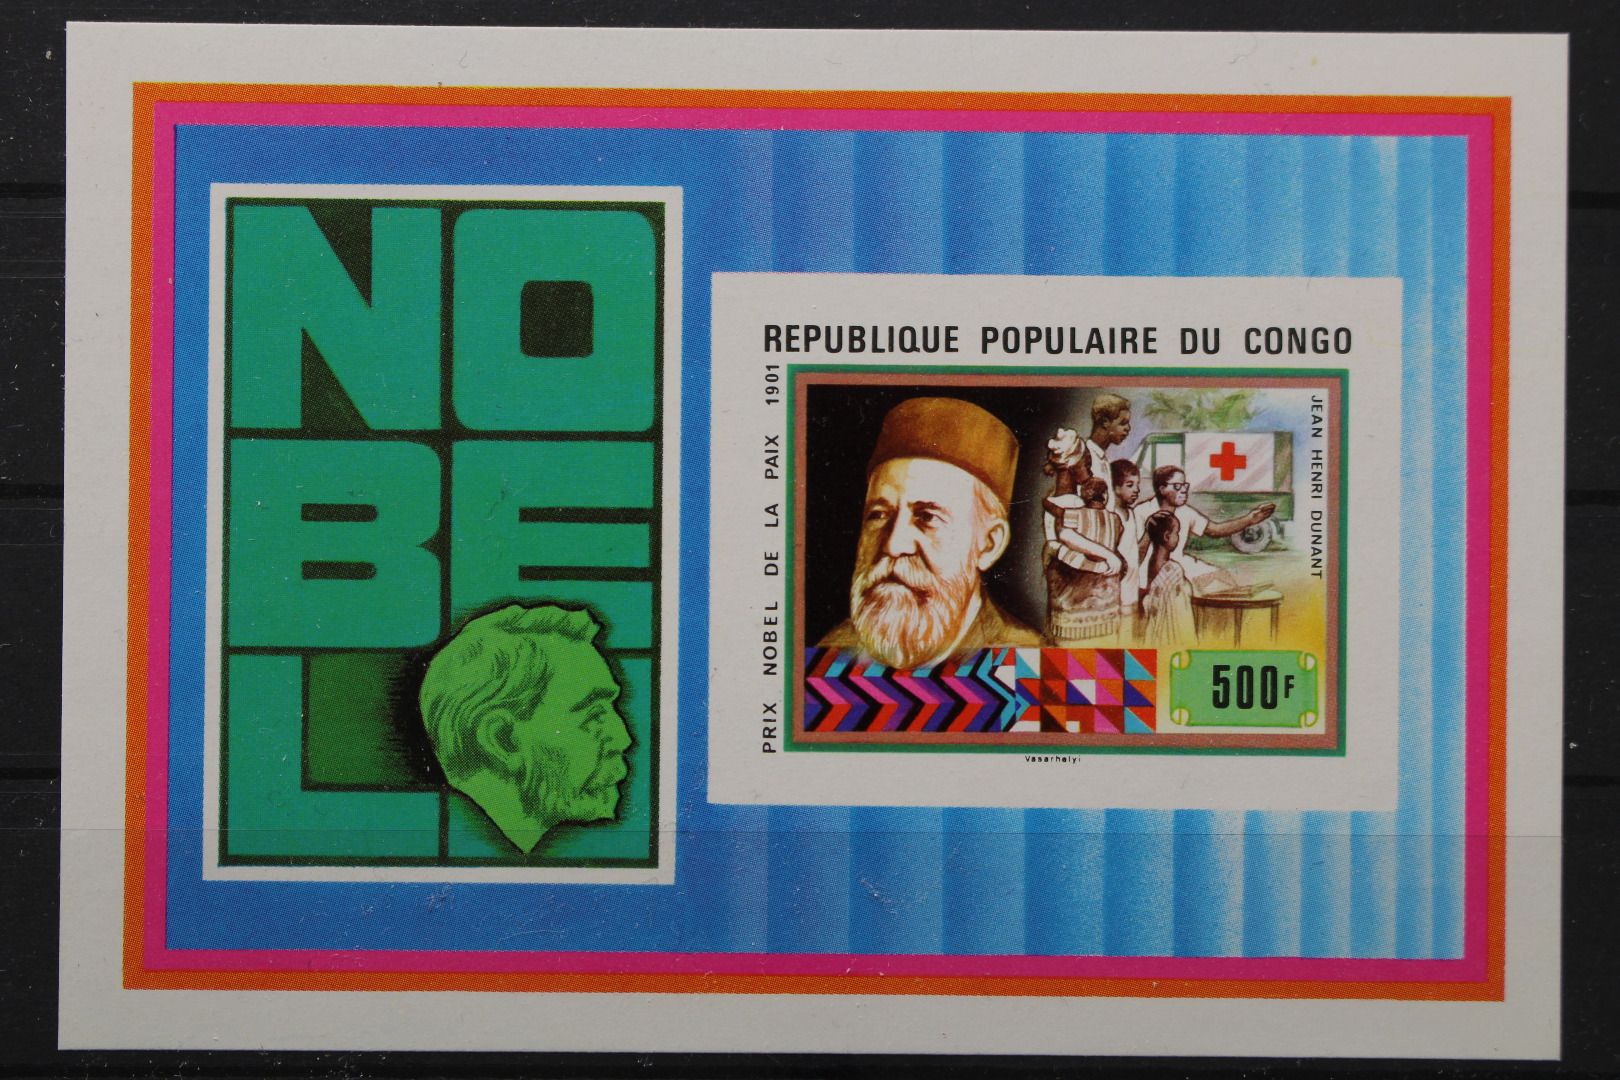 NO
BE
L
REPUBLIQUE POPULAIRE DU CONGO
PRIX NOBEL DE LA PAIX 1901
JEAN HENRI DUNANT
500F
Vasarhelyi